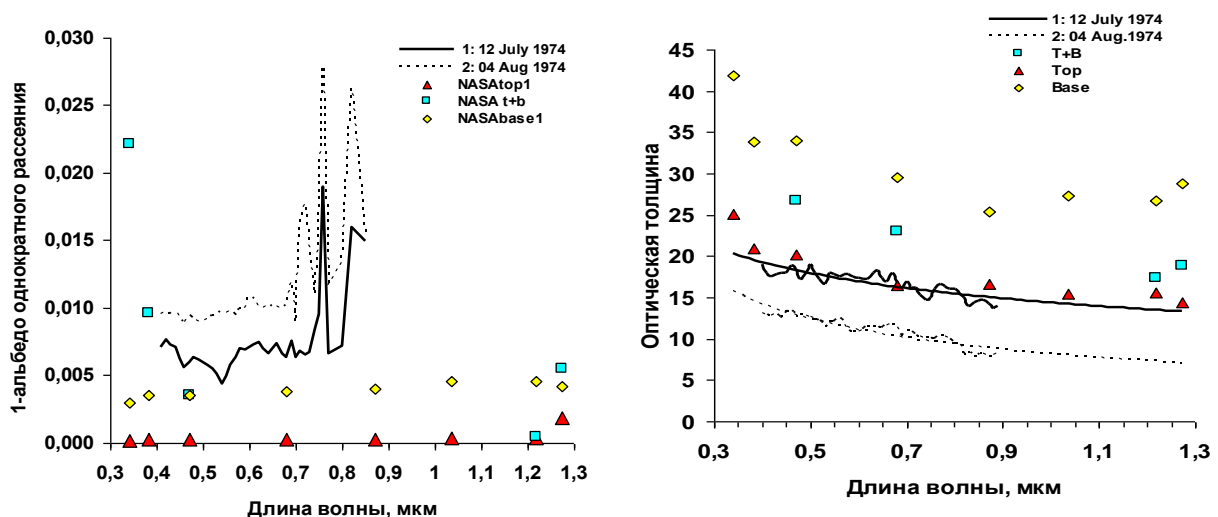 0,030
0,025
0,020
0,015
0,010
0,005
0,000
1-альбедо однократного рассеяния
1: 12 July 1974
2: 04 Aug 1974
NASAtop1
NASA t+b
NASAbase1
0,3 0,4 0,5 0,6 0,7 0,8 0,9 1 1,1 1,2 1,3
Длина волны, мкм
1: 12 July 1974
2: 04 Aug.1974
T+B
Top
Base
45
40
35
30
25
20
15
10
5
0
Оптическая толщина
0,3 0,5 0,7 0,9 1,1 1,3
Длина волны, мкм